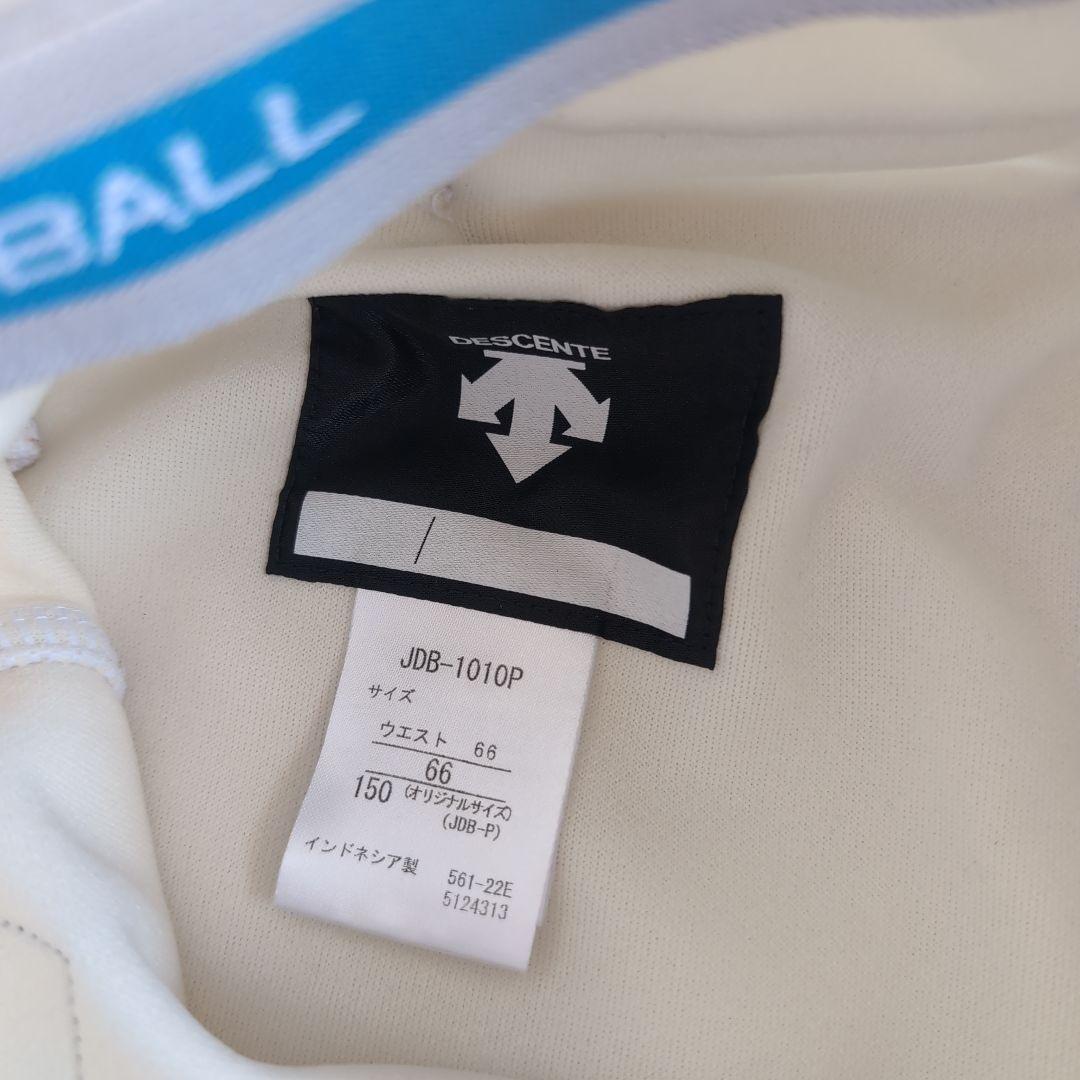 BALL
DESCENTE
JDB-1010P
サイズ
ウエスト 66
66
150 (オリジナルサイズ)
(JDB-P)
インドネシア製
561-22E
5124313